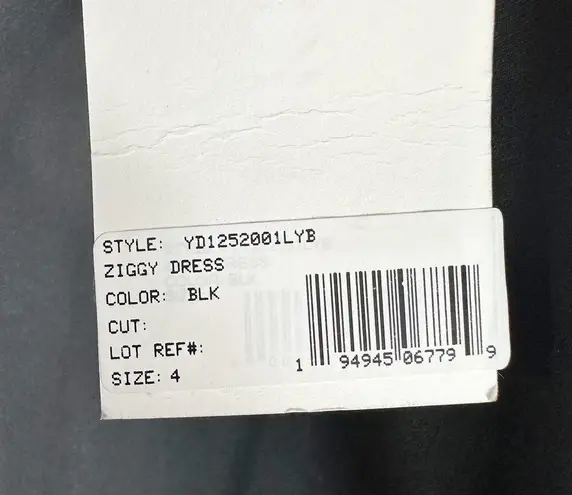 STYLE: YD1252001LYB
ZIGGY DRESS
COLOR: BLK
CUT:
LOT REF#:
SIZE: 4
1 94945 06779 9